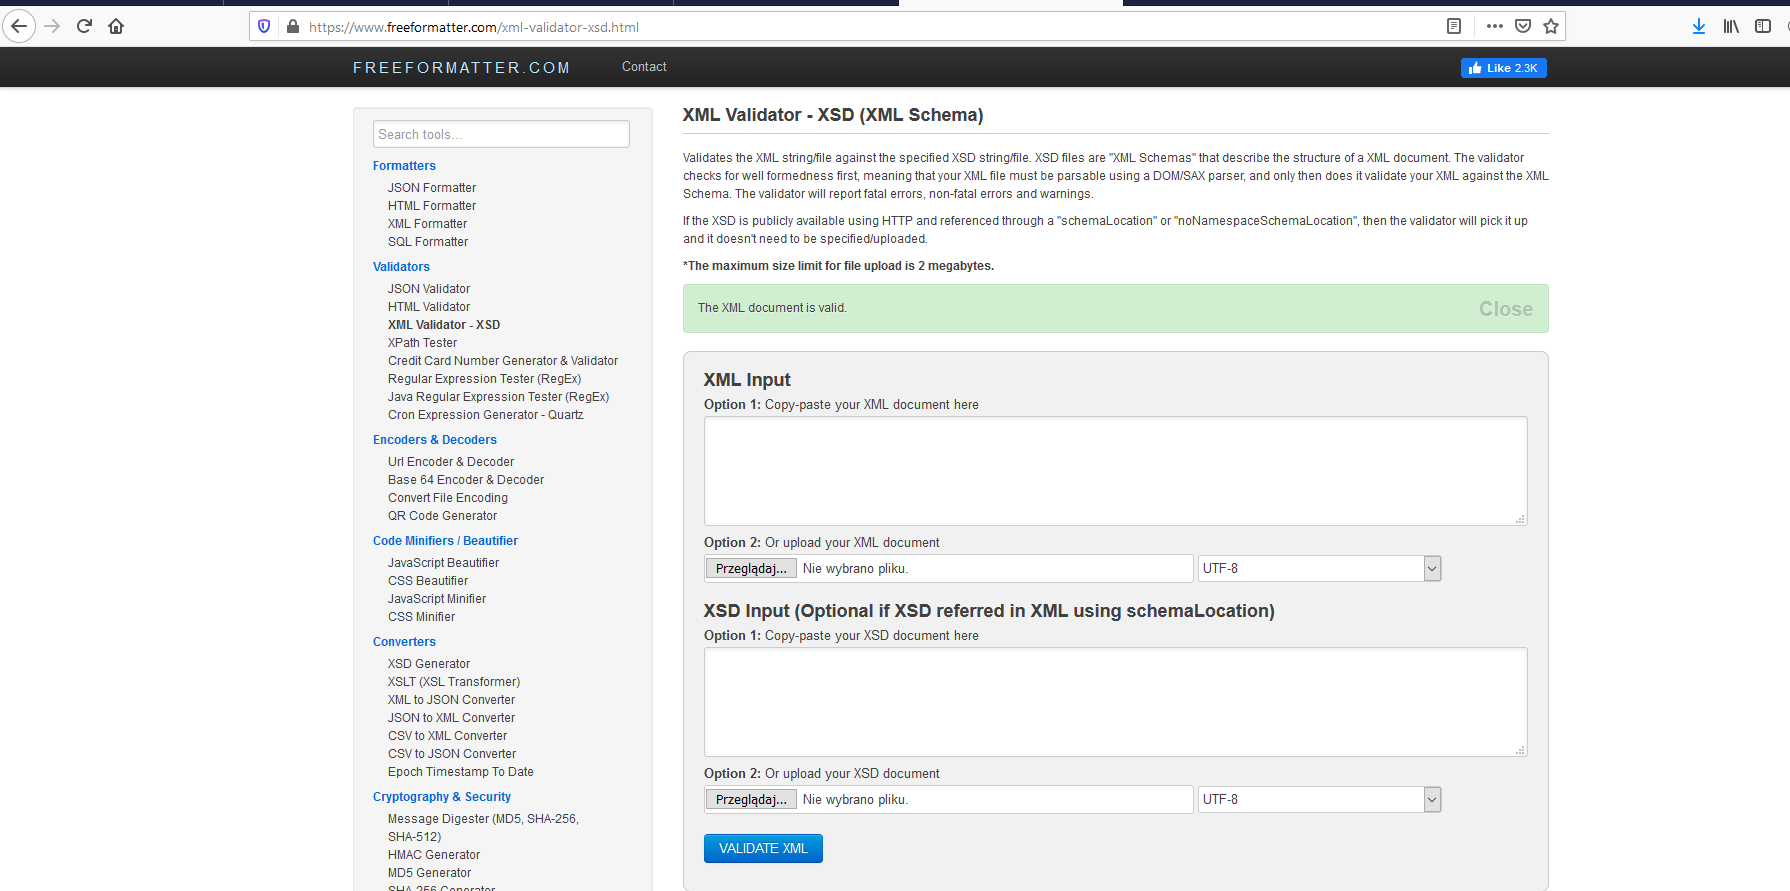 https://www.freeformatter.com/xml-validator-xsd.html
FREEFORMATTER.COM
Contact
Like 2.3K
Search tools...
Formatters
JSON Formatter
HTML Formatter
XML Formatter
SQL Formatter
Validators
JSON Validator
HTML Validator
XML Validator - XSD
XPath Tester
Credit Card Number Generator & Validator
Regular Expression Tester (RegEx)
Java Regular Expression Tester (RegEx)
Cron Expression Generator - Quartz
Encoders & Decoders
Url Encoder & Decoder
Base 64 Encoder & Decoder
Convert File Encoding
QR Code Generator
Code Minifiers / Beautifier
JavaScript Beautifier
CSS Beautifier
JavaScript Minifier
CSS Minifier
Converters
XSD Generator
XSLT (XSL Transformer)
XML to JSON Converter
JSON to XML Converter
CSV to XML Converter
CSV to JSON Converter
Epoch Timestamp To Date
Cryptography & Security
Message Digester (MD5, SHA-256,
SHA-512)
HMAC Generator
MD5 Generator
SHA-256 Generator
XML Validator - XSD (XML Schema)
Validates the XML string/file against the specified XSD string/file. XSD files are "XML Schemas" that describe the structure of a XML document. The validator
checks for well formedness first, meaning that your XML file must be parsable using a DOM/SAX parser, and only then does it validate your XML against the XML
Schema. The validator will report fatal errors, non-fatal errors and warnings.
If the XSD is publicly available using HTTP and referenced through a "schemaLocation" or "noNamespaceSchemaLocation", then the validator will pick it up
and it doesn't need to be specified/uploaded.
*The maximum size limit for file upload is 2 megabytes.
The XML document is valid.
Close
XML Input
Option 1: Copy-paste your XML document here
Option 2: Or upload your XML document
Przeglądaj... Nie wybrano pliku.
UTF-8
XSD Input (Optional if XSD referred in XML using schemaLocation)
Option 1: Copy-paste your XSD document here
Option 2: Or upload your XSD document
Przeglądaj... Nie wybrano pliku.
UTF-8
VALIDATE XML